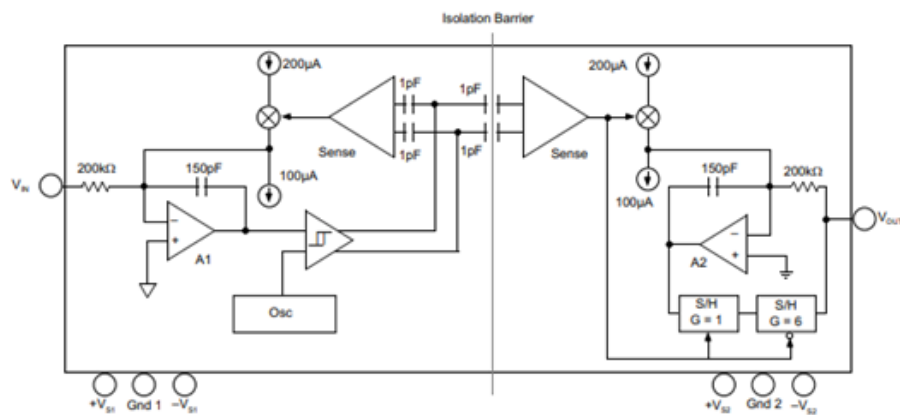 Isolation Barrier
200µA
1pF
1pF
200µA
1pF
1pF
Sense
Sense
100µA
100µA
200kΩ
150pF
150pF
200kΩ
VIN
VOUT
–
+
A1
–
+
A2
Osc
S/H
G = 1
S/H
G = 6
+VS1
Gnd 1
–VS1
+VS2
Gnd 2
–VS2